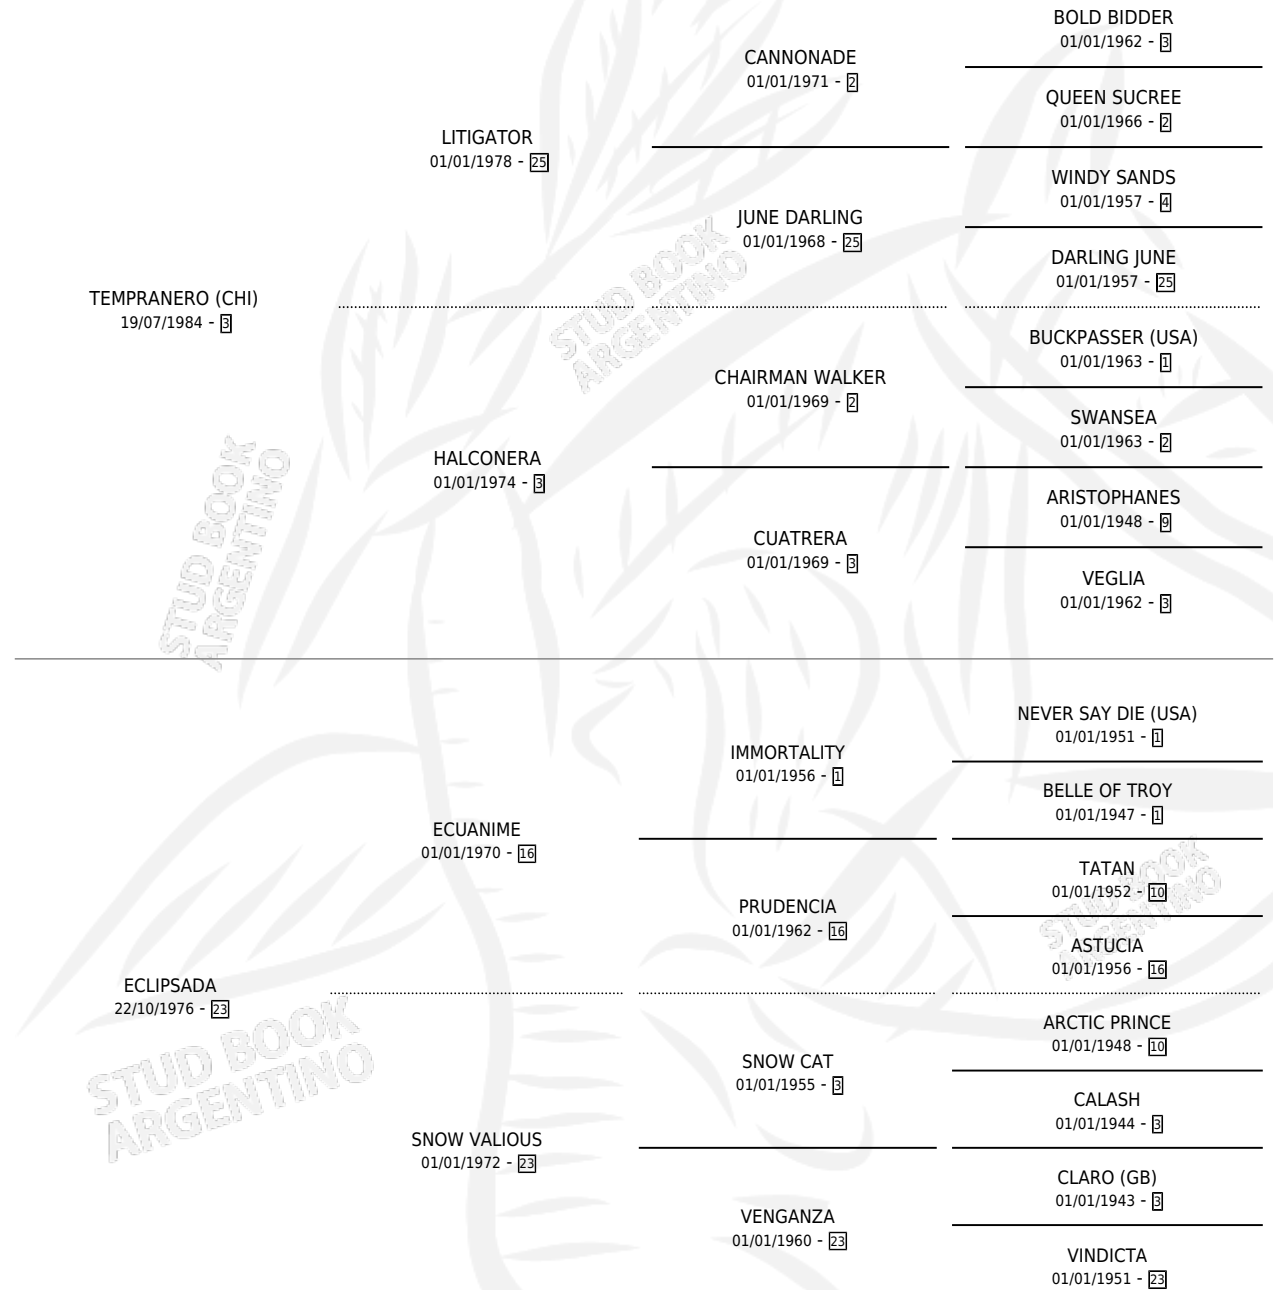 BOLD BIDDER
01/01/1962 - 3
CANNONADE
01/01/1971 - 2
QUEEN SUCREE
01/01/1966 - 2
LITIGATOR
01/01/1978 - 25
WINDY SANDS
01/01/1957 - 4
JUNE DARLING
01/01/1968 - 25
DARLING JUNE
01/01/1957 - 25
TEMPRANERO (CHI)
19/07/1984 - 3
BUCKPASSER (USA)
01/01/1963 - 1
CHAIRMAN WALKER
01/01/1969 - 2
SWANSEA
01/01/1963 - 2
HALCONERA
01/01/1974 - 3
ARISTOPHANES
01/01/1948 - 9
CUATRERA
01/01/1969 - 3
VEGLIA
01/01/1962 - 3
STUD BOOK
ARGENTINO
STUD BOOK
ARGENTINO
NEVER SAY DIE (USA)
01/01/1951 - 1
IMMORTALITY
01/01/1956 - 1
BELLE OF TROY
01/01/1947 - 1
ECUANIME
01/01/1970 - 16
TATAN
01/01/1952 - 10
PRUDENCIA
01/01/1962 - 16
ASTUCIA
01/01/1956 - 16
ECLIPSADA
22/10/1976 - 23
ARCTIC PRINCE
01/01/1948 - 10
SNOW CAT
01/01/1955 - 3
CALASH
01/01/1944 - 3
SNOW VALIOUS
01/01/1972 - 23
CLARO (GB)
01/01/1943 - 3
VENGANZA
01/01/1960 - 23
VINDICTA
01/01/1951 - 23
STUD BOOK
ARGENTINO
STUD BOOK
ARGENTINO